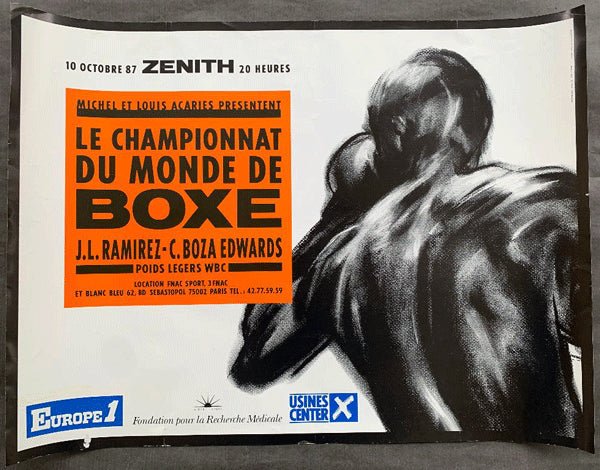 10 OCTOBRE 87 ZENITH 20 HEURES
MICHEL ET LOUIS ACARIES PRESENTENT
LE CHAMPIONNAT
DU MONDE DE
BOXE
J.L. RAMIREZ-C. BOZA EDWARDS
POIDS LEGERS WBC
LOCATION FNAC SPORT, 3 FNAC
ET BLANC BLEU 62, BD SEBASTOPOL 75002 PARIS TEL.: 42.77.59.59
EUROPE 1
Fondation pour la Recherche Médicale
USINES
CENTER X